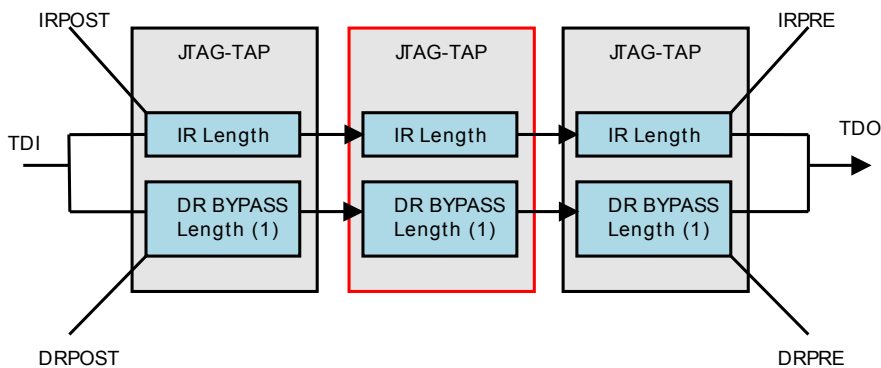 IRPOST
IRPRE
JTAG-TAP
JTAG-TAP
JTAG-TAP
TDI
IR Length
IR Length
IR Length
TDO
DR BYPASS
Length (1)
DR BYPASS
Length (1)
DR BYPASS
Length (1)
DRPOST
DRPRE